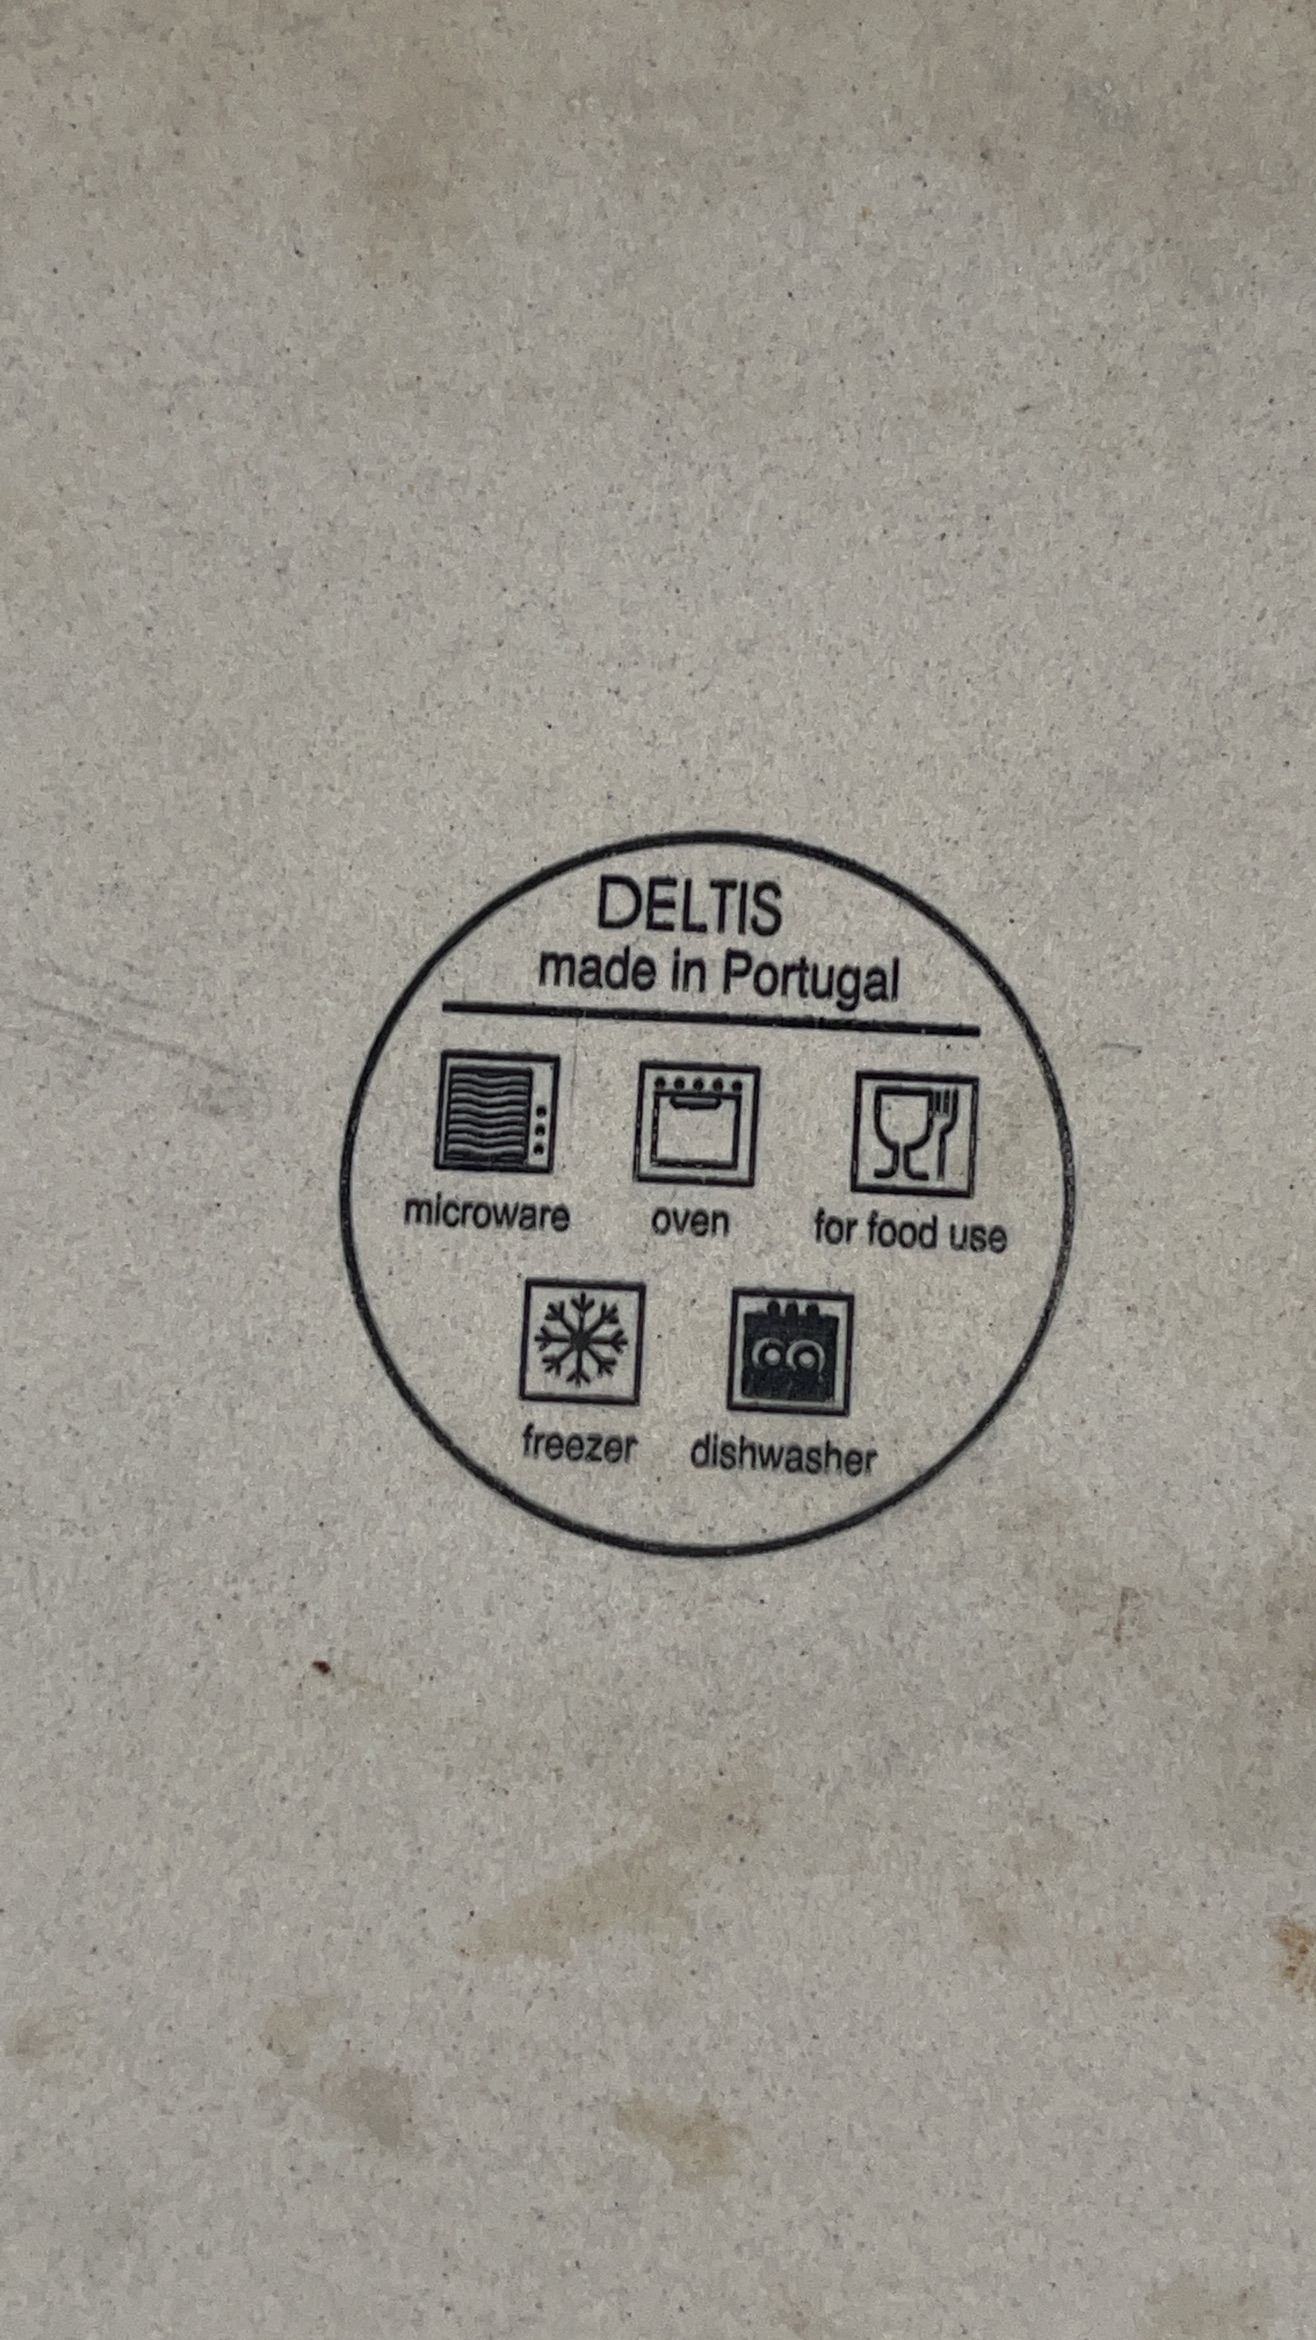 DELTIS
made in Portugal
microware oven for food use
freezer dishwasher